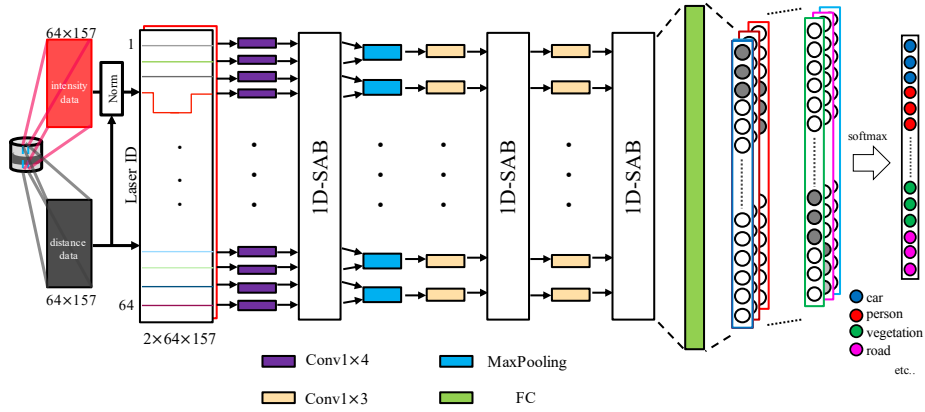 64×157
intensity
data
Norm
distance
data
64×157
1
Laser ID
64
2×64×157
1D-SAB
1D-SAB
1D-SAB
softmax
car
person
vegetation
road
etc..
Conv1×4
MaxPooling
Conv1×3
FC